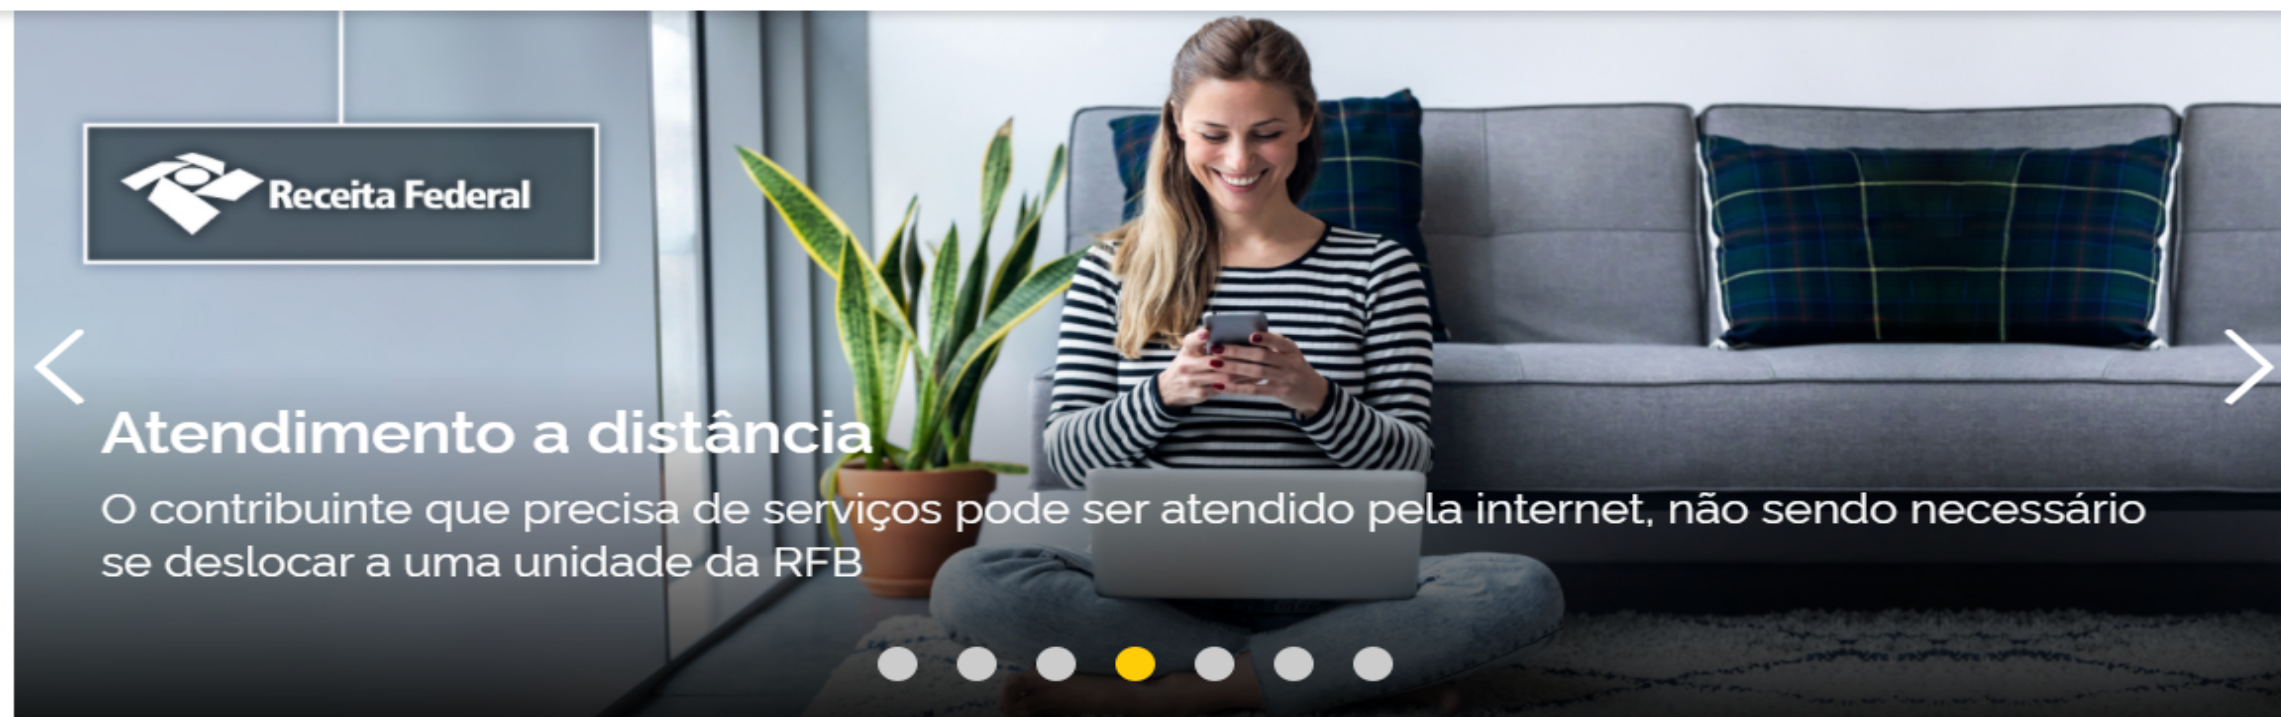 Receita Federal
Atendimento a distância
O contribuinte que precisa de serviços pode ser atendido pela internet, não sendo necessário
se deslocar a uma unidade da RFB